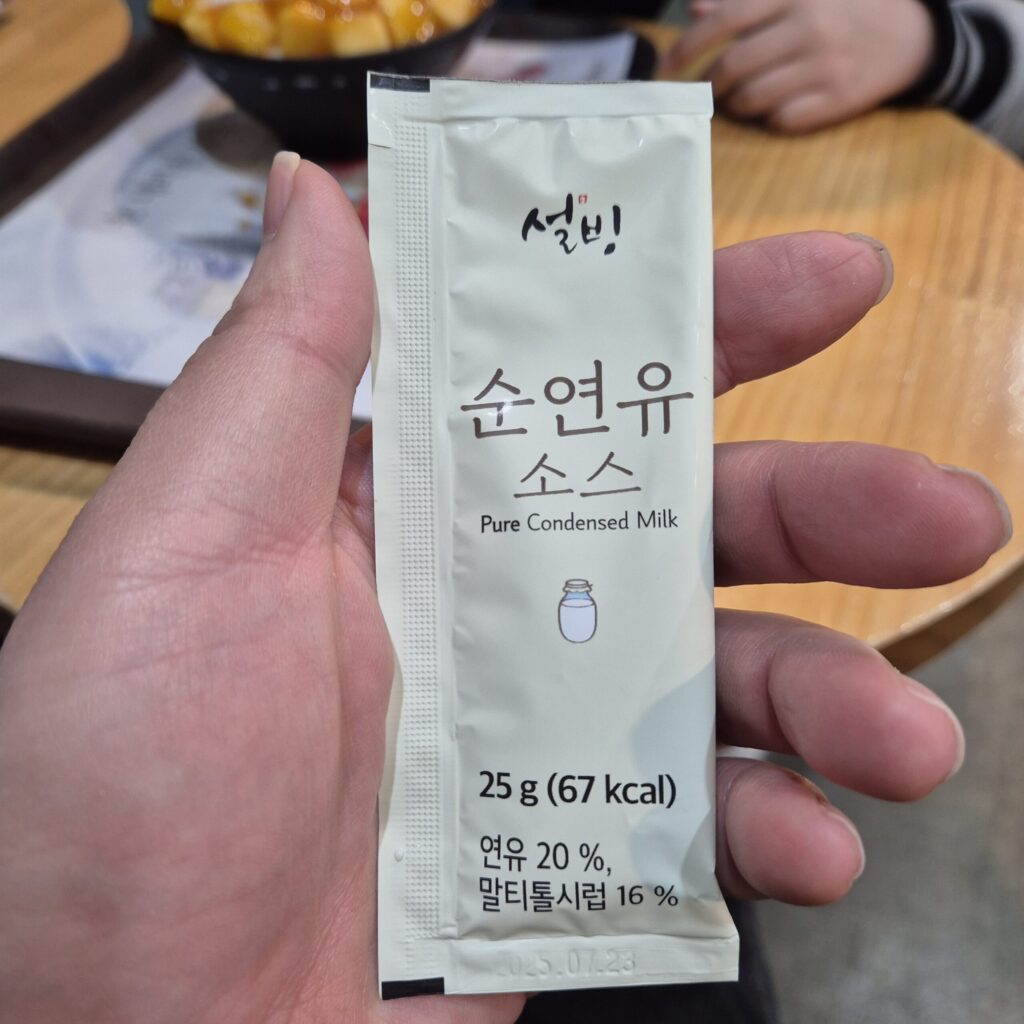 설빙
순연유
소스
Pure Condensed Milk
25 g (67 kcal)
연유 20 %,
말티톨시럽 16 %
2025.07.23